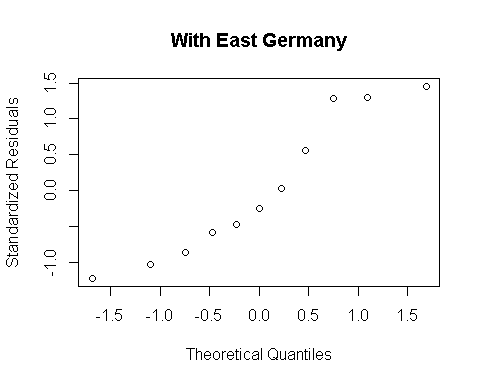 With East Germany
Standardized Residuals
1.5
1.0
0.5
0.0
-1.0
-1.5 -1.0 -0.5 0.0 0.5 1.0 1.5
Theoretical Quantiles